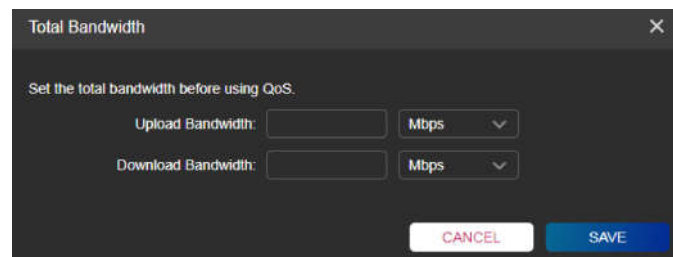 Total Bandwidth
Set the total bandwidth before using QoS.
Upload Bandwidth: Mbps
Download Bandwidth: Mbps
CANCEL SAVE